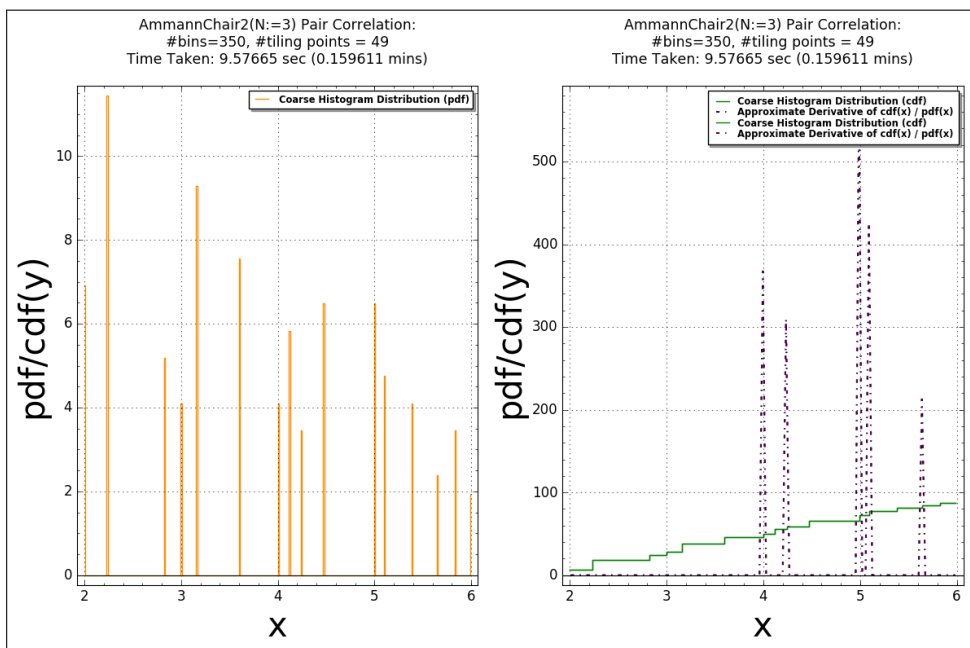 AmmannChair2(N:=3) Pair Correlation:
#bins=350, #tiling points = 49
Time Taken: 9.57665 sec (0.159611 mins)
Coarse Histogram Distribution (pdf)
pdf/cdf(y)
10
8
6
4
2
0
2
3
4
5
6
X
AmmannChair2(N:=3) Pair Correlation:
#bins=350, #tiling points = 49
Time Taken: 9.57665 sec (0.159611 mins)
Coarse Histogram Distribution (cdf)
Approximate Derivative of cdf(x) / pdf(x)
Coarse Histogram Distribution (cdf)
Approximate Derivative of cdf(x) / pdf(x)
pdf/cdf(y)
500
400
300
200
100
0
2
3
4
5
6
X